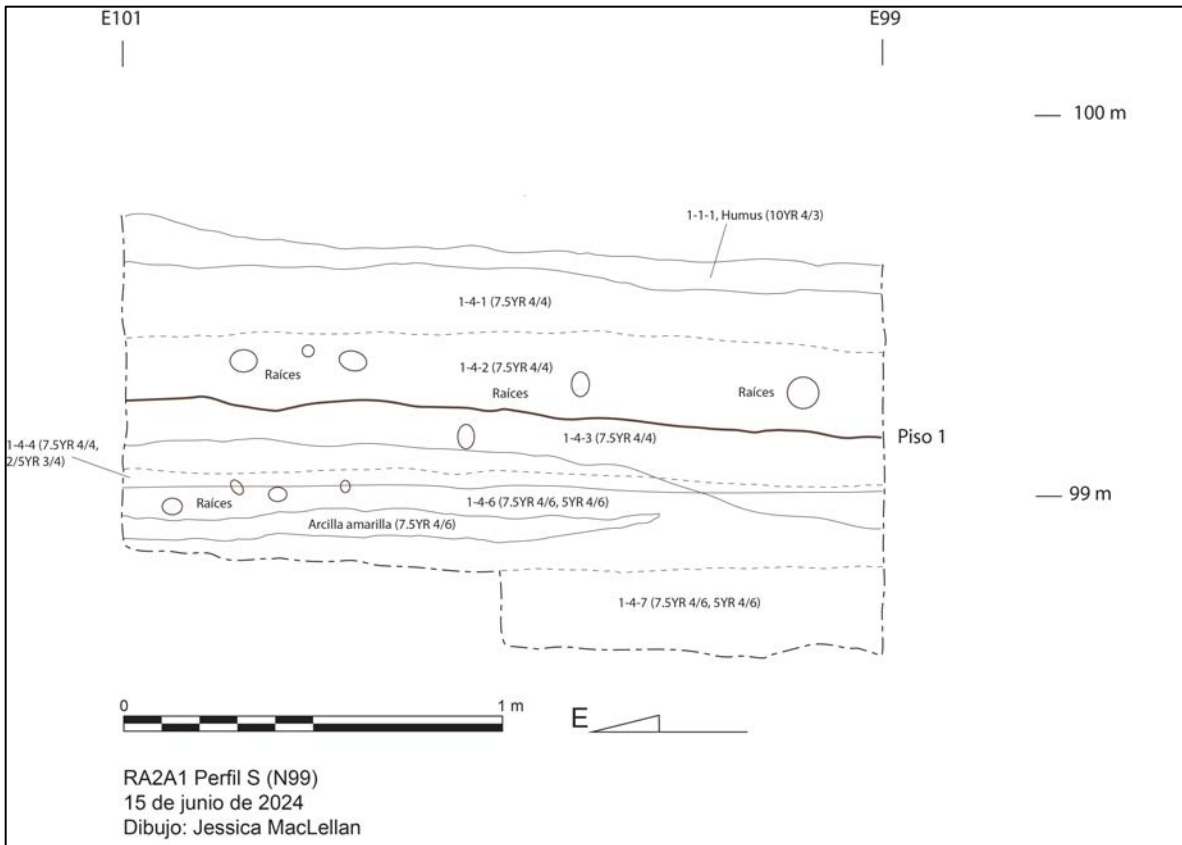 E101
E99
100 m
1-1-1, Humus (10YR 4/3)
1-4-1 (7.5YR 4/4)
1-4-2 (7.5YR 4/4)
Raíces
Raíces
Raíces
1-4-3 (7.5YR 4/4)
Piso 1
1-4-4 (7.5YR 4/4,
2/5YR 3/4)
99 m
Raíces
1-4-6 (7.5YR 4/6, 5YR 4/6)
Arcilla amarilla (7.5YR 4/6)
1-4-7 (7.5YR 4/6, 5YR 4/6)
0
1 m
E
RA2A1 Perfil S (N99)
15 de junio de 2024
Dibujo: Jessica MacLellan